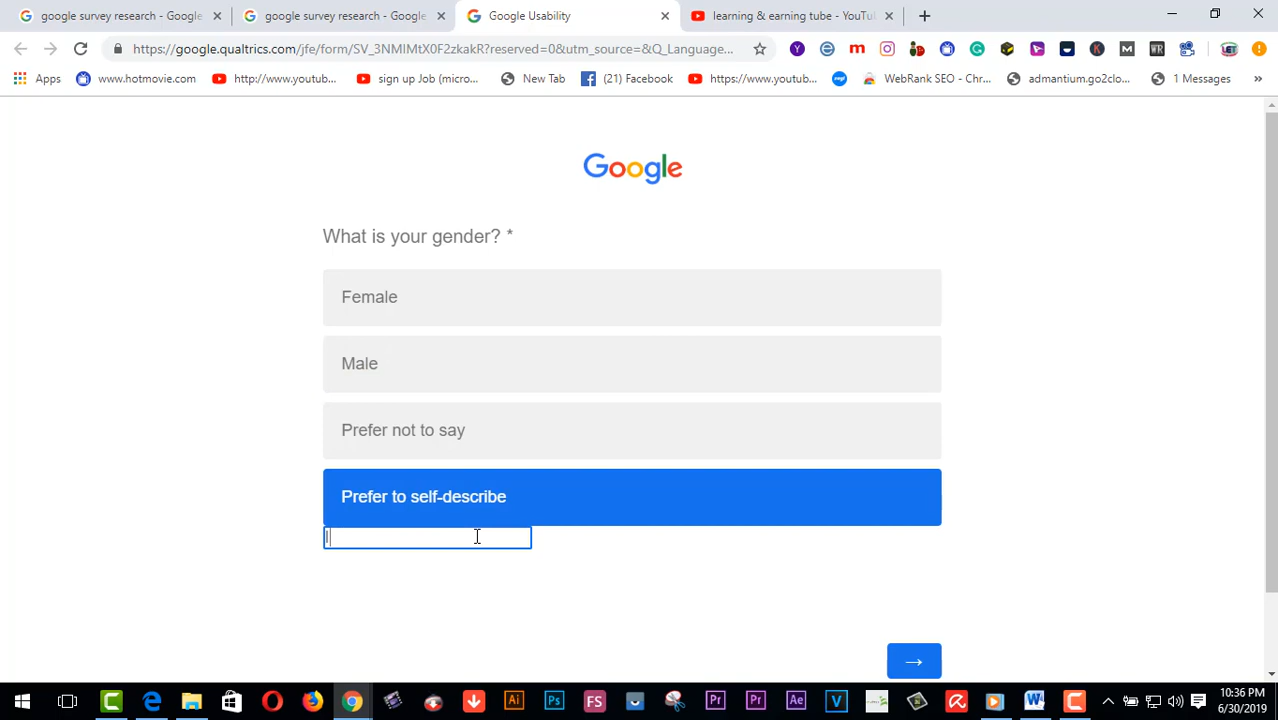 google survey research - Google
google survey research - Google
Google Usability
learning & earning tube - YouTu
https://google.qualtrics.com/jfe/form/SV_3NMIMtX0F2zkakR?reserved=0&utm_source=&Q_Language...
Apps
www.hotmovie.com
http://www.youtub...
sign up Job (micro...
New Tab
(21) Facebook
https://www.youtub...
WebRank SEO - Chr...
admantium.go2clo...
1 Messages
»
Google
What is your gender? *
Female
Male
Prefer not to say
Prefer to self-describe
I
→
10:36 PM
6/30/2019